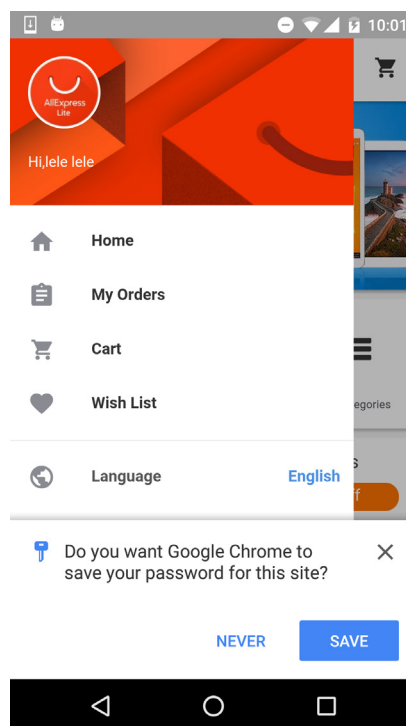 10:01
AliExpress
Lite
Hi,lele lele
Home
My Orders
Cart
Wish List
egories
Language
English
s
ff
Do you want Google Chrome to
save your password for this site?
NEVER
SAVE